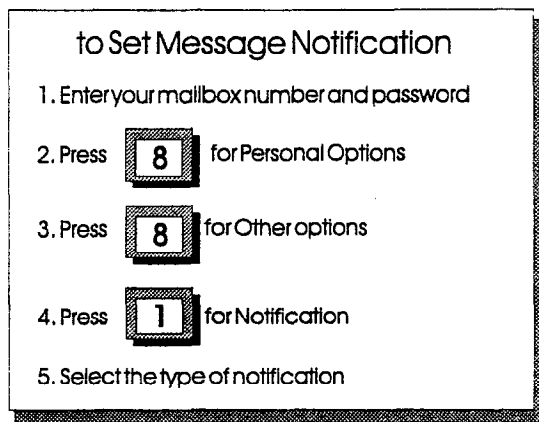 to Set Message Notification
1. Enter your mailbox number and password
2. Press 8 for Personal Options
3. Press 8 for Other options
4. Press 1 for Notification
5. Select the type of notification